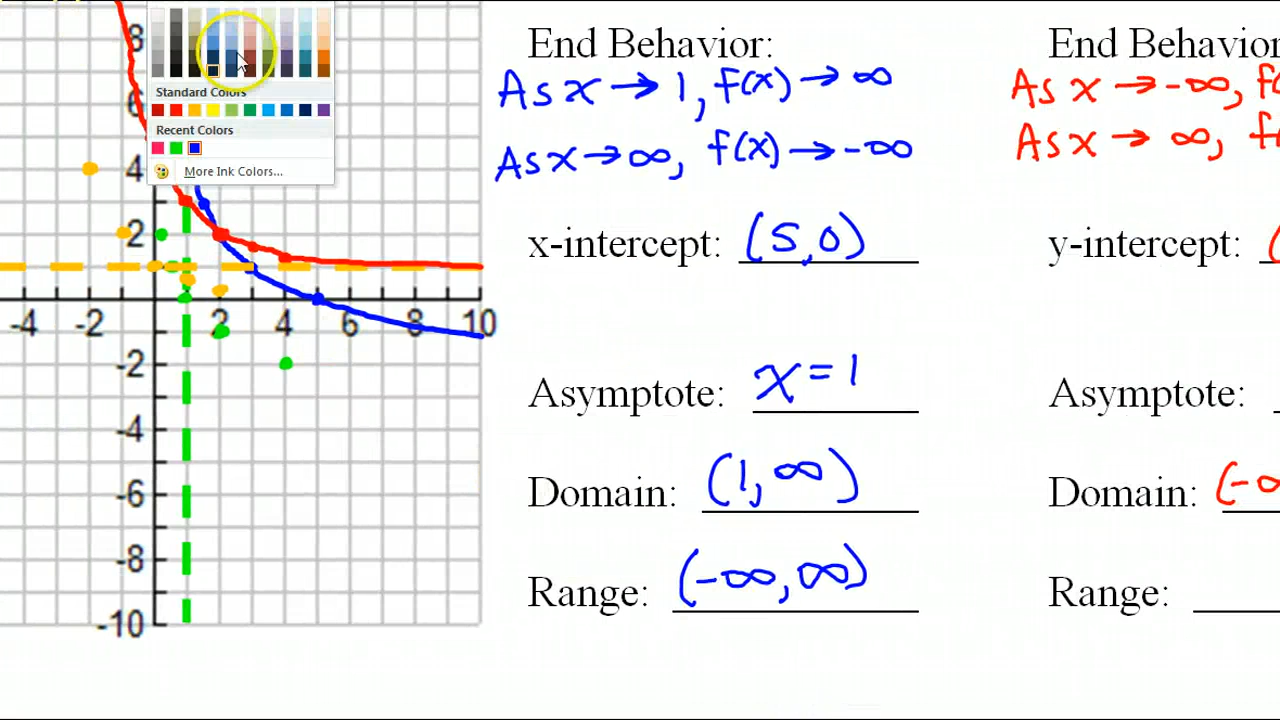 8
6
Standard Colors
Recent Colors
4
More Ink Colors...
2
-4 -2 2 4 6 8 10
-2
-4
-6
-8
-10
End Behavior:
As x → 1, f(x) → ∞
As x → ∞, f(x) → -∞
x-intercept: (5,0)
Asymptote: x = 1
Domain: (1, ∞)
Range: (-∞, ∞)
End Behavior
As x → -∞, f(
As x → ∞, f
y-intercept: (
Asymptote:
Domain: (-∞
Range: